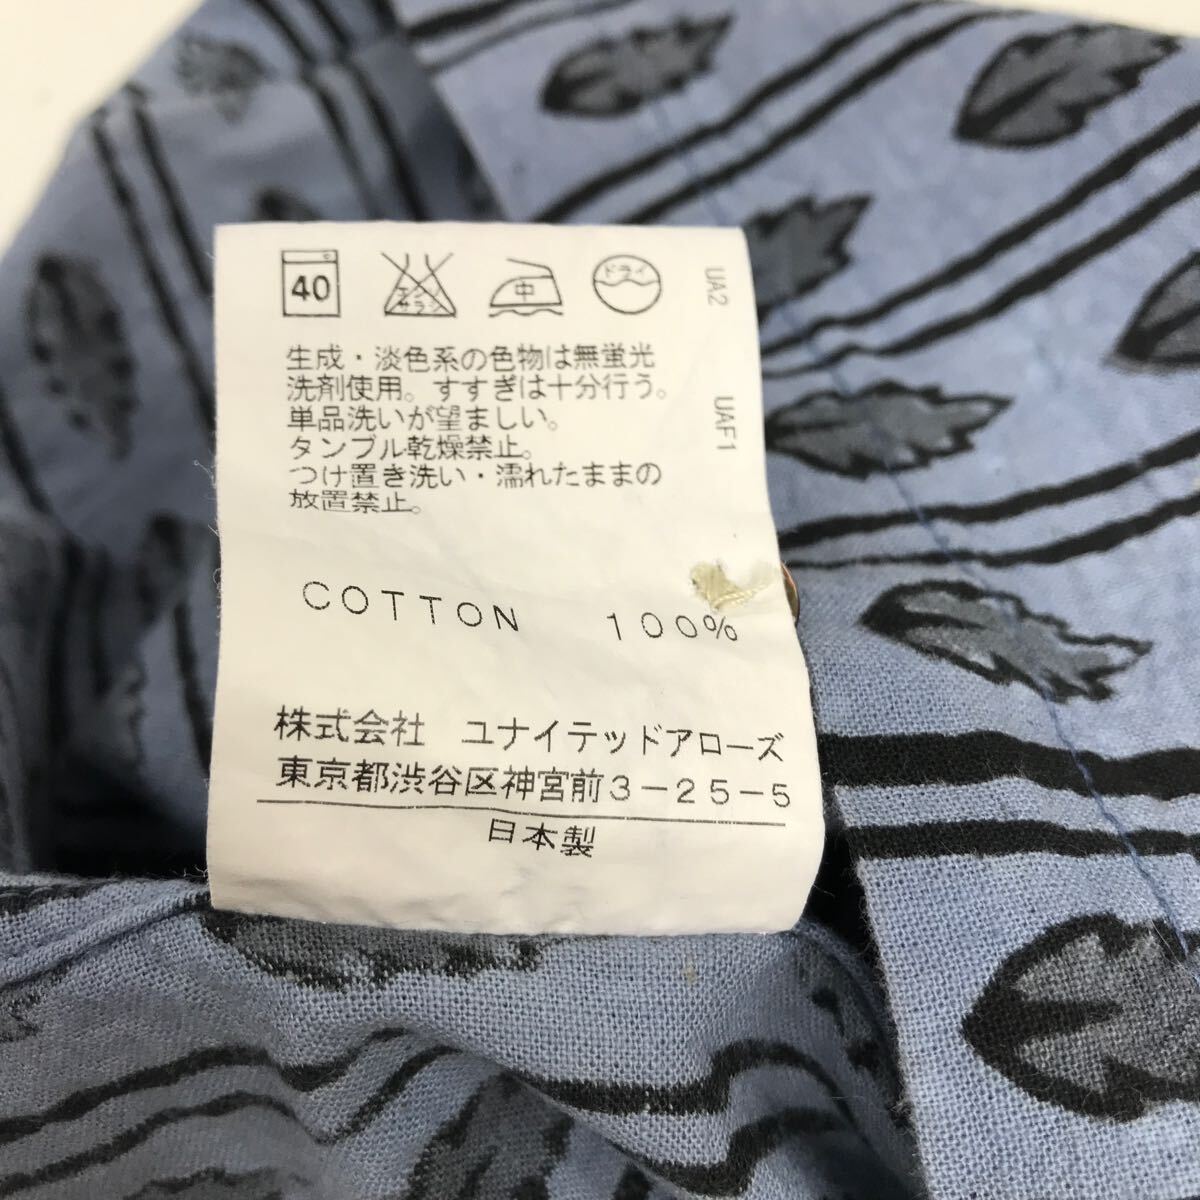 40
エンソ
サラシ
中
ドライ
UA2
生成・淡色系の色物は無蛍光
洗剤使用。すすぎは十分行う。
単品洗いが望ましい。
タンブル乾燥禁止。
つけ置き洗い・濡れたままの
放置禁止。
UAF1
COTTON 100%
株式会社 ユナイテッドアローズ
東京都渋谷区神宮前3-25-5
日本製